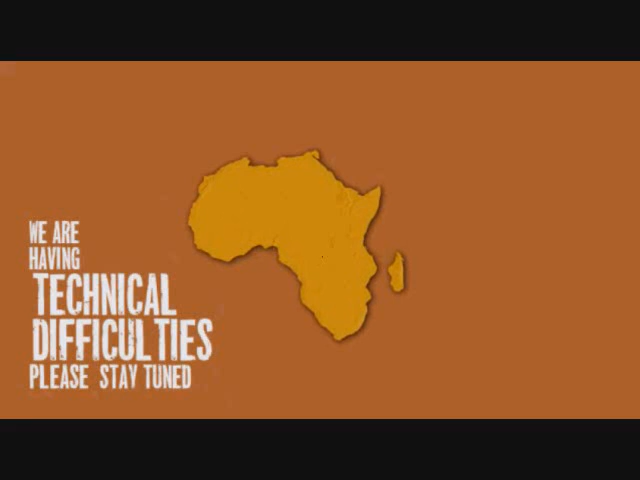 WE ARE
HAVING
TECHNICAL
DIFFICULTIES
PLEASE STAY TUNED